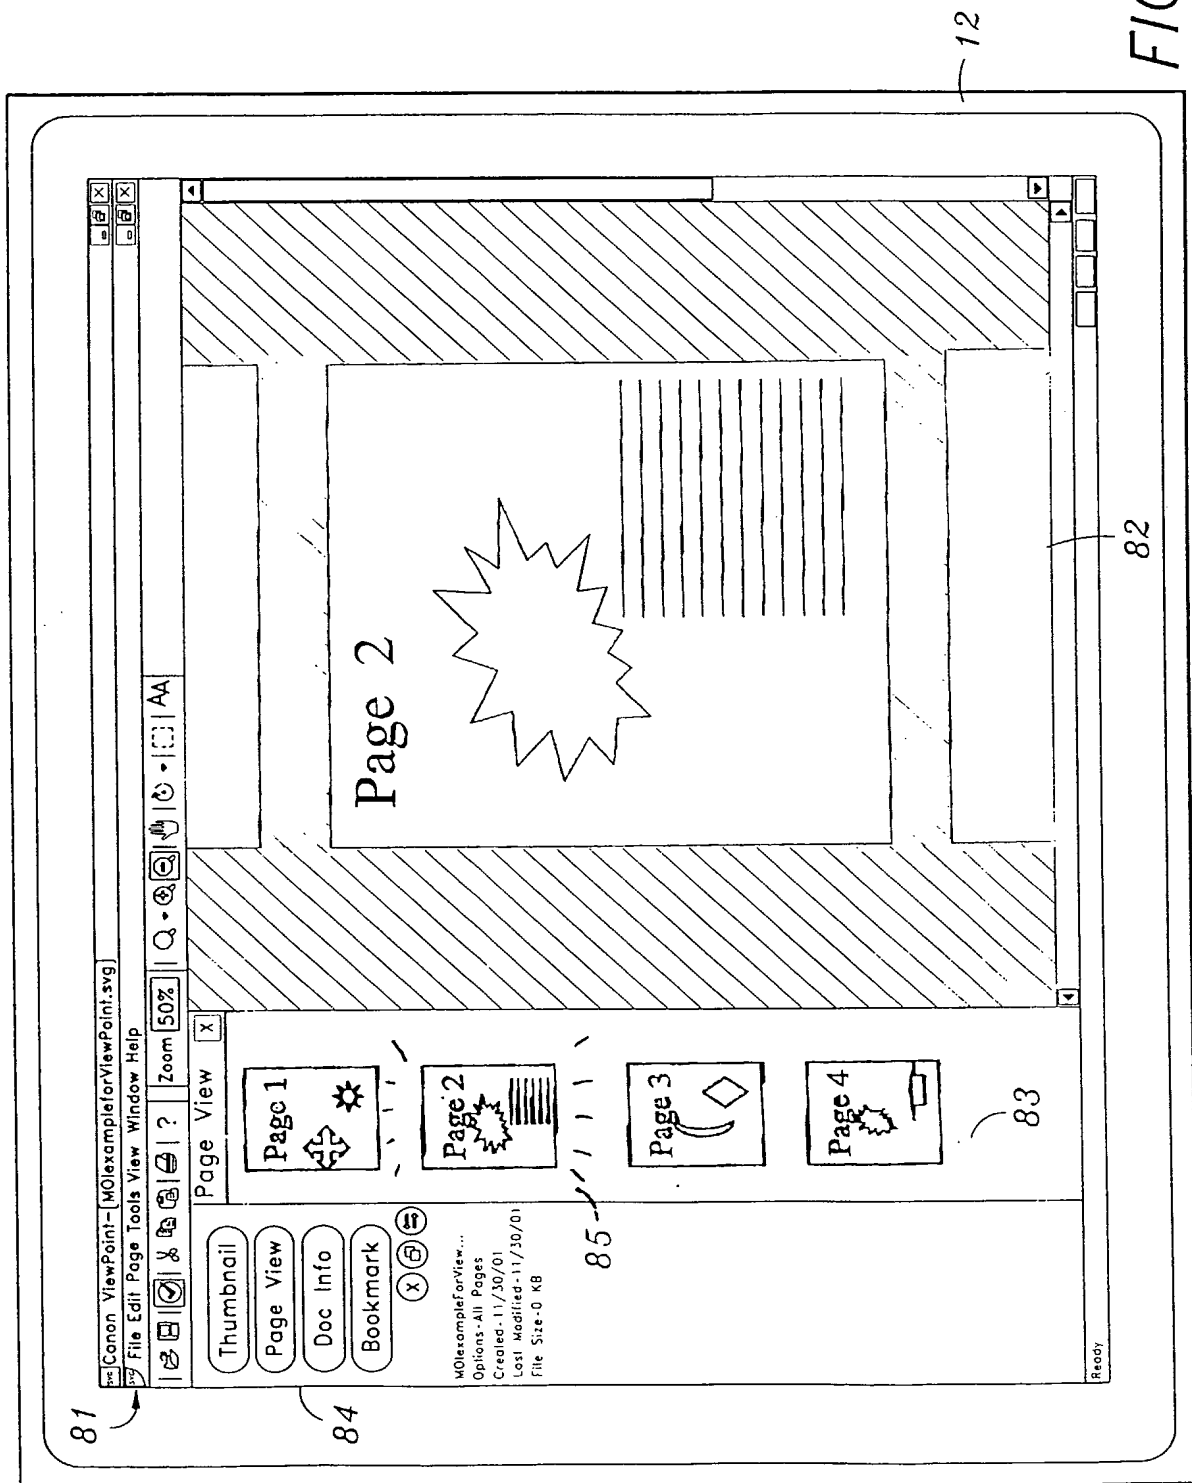 FIG
12
81
SVG Canon ViewPoint-[MOIexampleforViewPoint.svg]
SVG File Edit Page Tools View Window Help
? Zoom 50% AA
Thumbnail
Page View
Doc Info
Bookmark
X
MOIexampleForView...
Options-All Pages
Created-11/30/01
Last Modified-11/30/01
File Size-0 KB
84
Page View X
Page 1
Page 2
85
Page 3
Page 4
83
Page 2
82
Ready